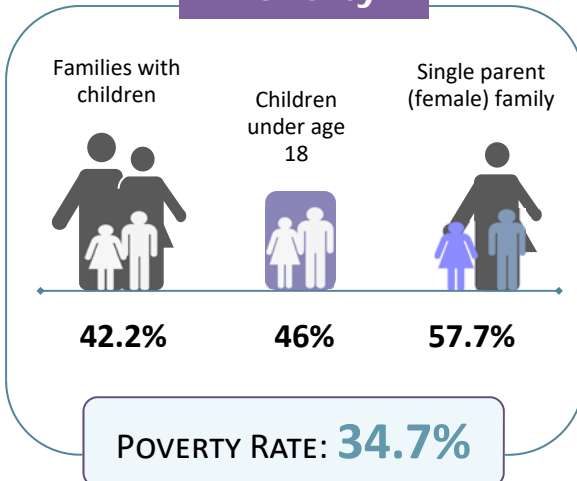 Families with
children
Children
under age
18
Single parent
(female) family
42.2%
46%
57.7%
POVERTY RATE: 34.7%